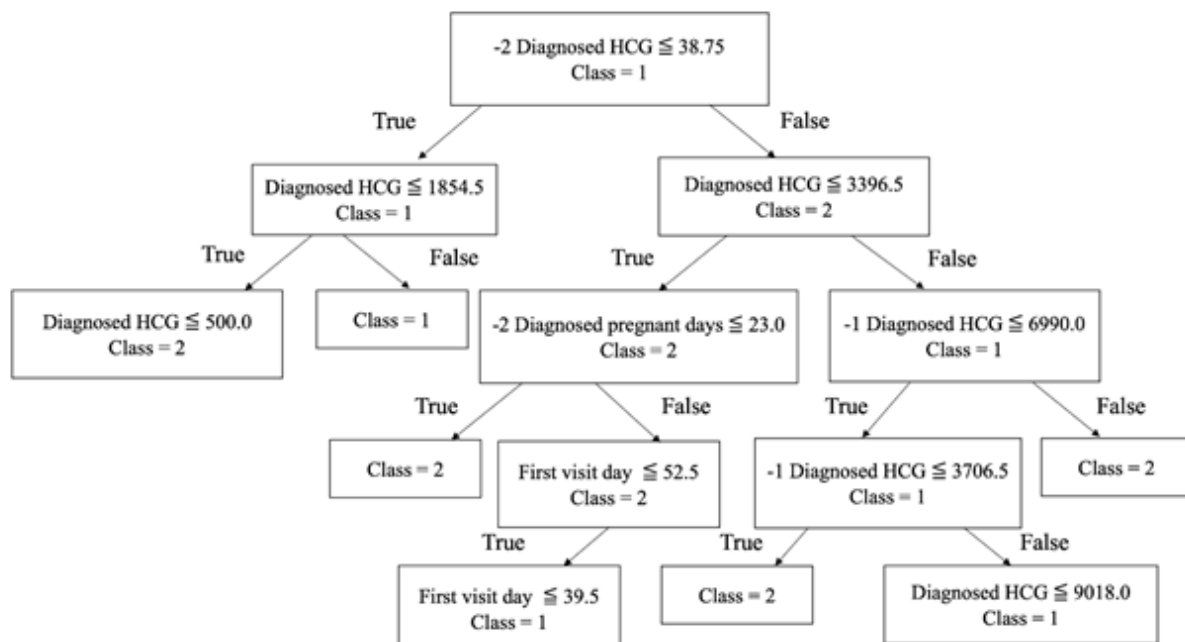 -2 Diagnosed HCG ≦ 38.75
Class = 1
True
False
Diagnosed HCG ≦ 1854.5
Class = 1
Diagnosed HCG ≦ 3396.5
Class = 2
True
False
True
False
Diagnosed HCG ≦ 500.0
Class = 2
Class = 1
-2 Diagnosed pregnant days ≦ 23.0
Class = 2
-1 Diagnosed HCG ≦ 6990.0
Class = 1
True
False
True
False
Class = 2
First visit day ≦ 52.5
Class = 2
-1 Diagnosed HCG ≦ 3706.5
Class = 1
Class = 2
True
True
False
First visit day ≦ 39.5
Class = 1
Class = 2
Diagnosed HCG ≦ 9018.0
Class = 1